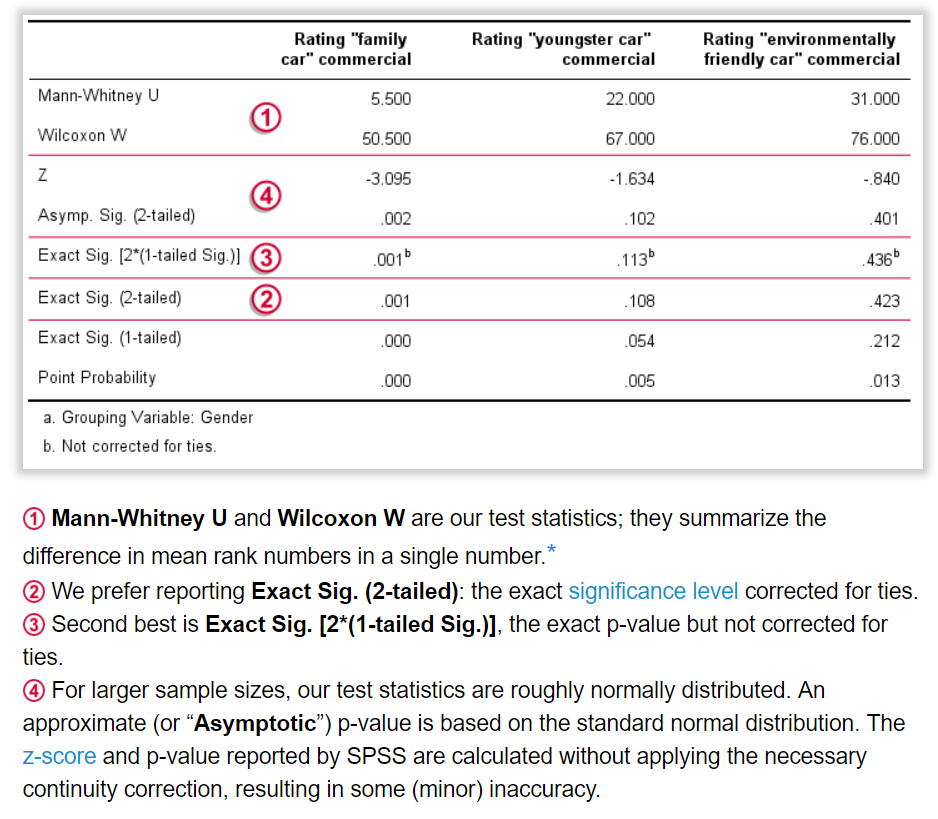 Rating "family car" commercial Rating "youngster car" commercial Rating "environmentally friendly car" commercial
Mann-Whitney U 5.500 22.000 31.000
①
Wilcoxon W 50.500 67.000 76.000
Z -3.095 -1.634 -.840
④
Asymp. Sig. (2-tailed) .002 .102 .401
Exact Sig. [2*(1-tailed Sig.)] ③ .001ᵇ .113ᵇ .436ᵇ
Exact Sig. (2-tailed) ② .001 .108 .423
Exact Sig. (1-tailed) .000 .054 .212
Point Probability .000 .005 .013
a. Grouping Variable: Gender
b. Not corrected for ties.
① Mann-Whitney U and Wilcoxon W are our test statistics; they summarize the
difference in mean rank numbers in a single number.*
② We prefer reporting Exact Sig. (2-tailed): the exact significance level corrected for ties.
③ Second best is Exact Sig. [2*(1-tailed Sig.)], the exact p-value but not corrected for
ties.
④ For larger sample sizes, our test statistics are roughly normally distributed. An
approximate (or “Asymptotic”) p-value is based on the standard normal distribution. The
z-score and p-value reported by SPSS are calculated without applying the necessary
continuity correction, resulting in some (minor) inaccuracy.